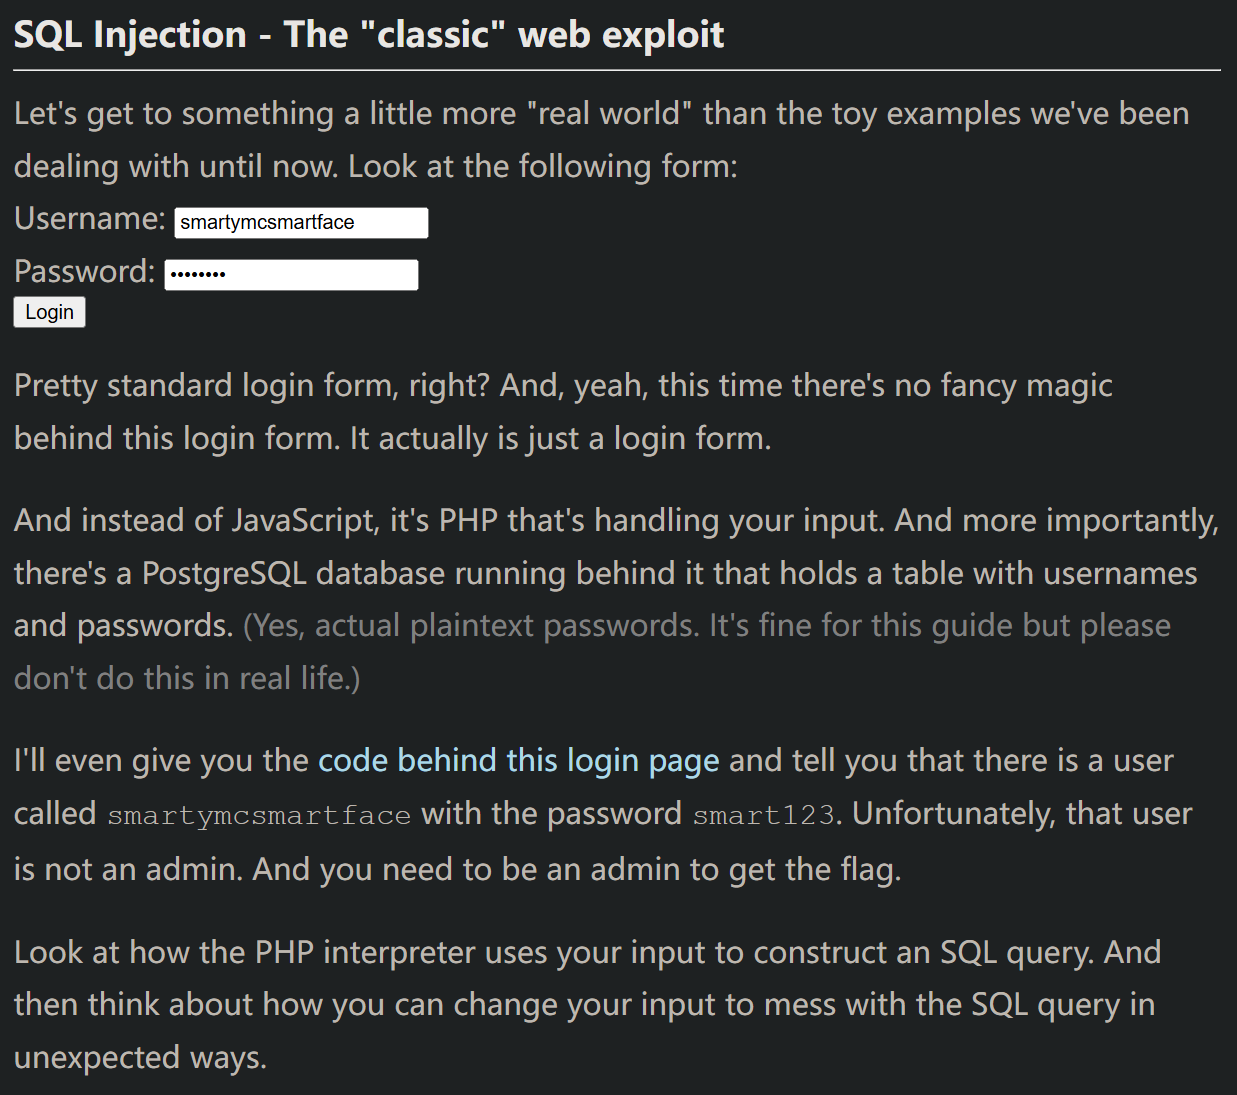 SQL Injection - The "classic" web exploit
Let's get to something a little more "real world" than the toy examples we've been
dealing with until now. Look at the following form:
Username: smartymcsmartface
Password: ••••••••
Login
Pretty standard login form, right? And, yeah, this time there's no fancy magic
behind this login form. It actually is just a login form.
And instead of JavaScript, it's PHP that's handling your input. And more importantly,
there's a PostgreSQL database running behind it that holds a table with usernames
and passwords. (Yes, actual plaintext passwords. It's fine for this guide but please
don't do this in real life.)
I'll even give you the code behind this login page and tell you that there is a user
called smartymcsmartface with the password smart123. Unfortunately, that user
is not an admin. And you need to be an admin to get the flag.
Look at how the PHP interpreter uses your input to construct an SQL query. And
then think about how you can change your input to mess with the SQL query in
unexpected ways.